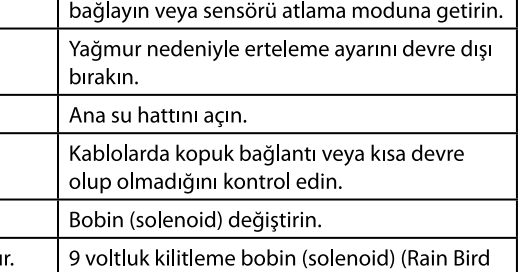 bağlayın veya sensörü atlama moduna getirin.
Yağmur nedeniyle erteleme ayarını devre dışı
bırakın.
Ana su hattını açın.
Kablolarda kopuk bağlantı veya kısa devre
olup olmadığını kontrol edin.
Bobin (solenoid) değiştirin.
9 voltluk kilitleme bobin (solenoid) (Rain Bird